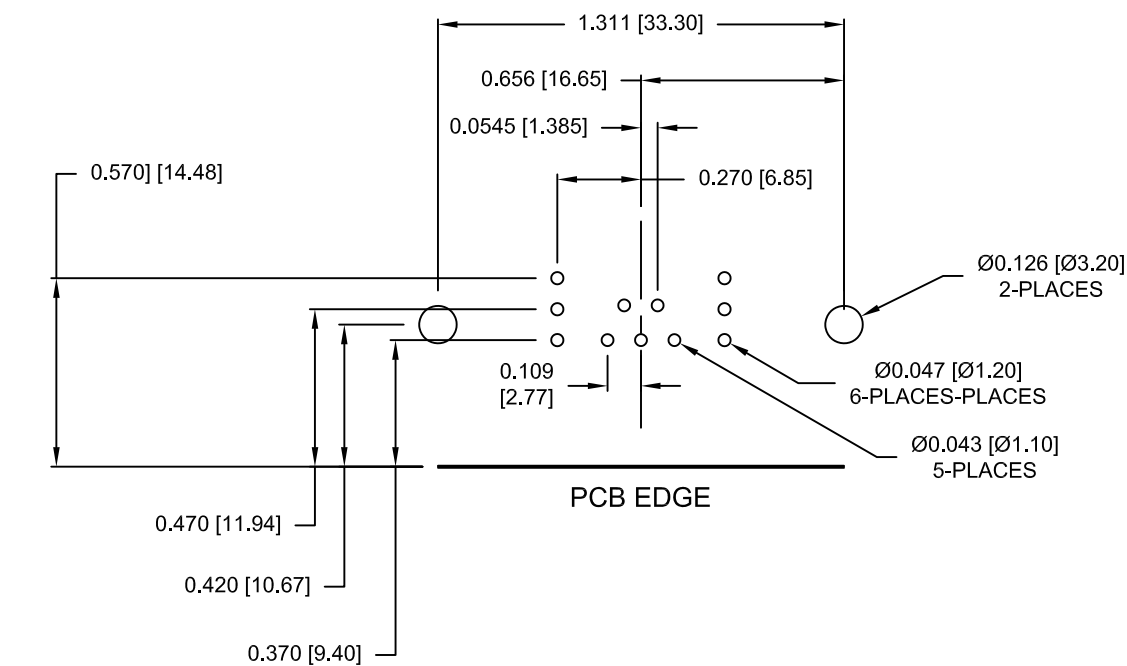 1.311 [33.30]
0.656 [16.65]
0.0545 [1.385]
0.570] [14.48]
0.270 [6.85]
Ø0.126 [Ø3.20]
2-PLACES
0.109
[2.77]
Ø0.047 [Ø1.20]
6-PLACES-PLACES
Ø0.043 [Ø1.10]
5-PLACES
PCB EDGE
0.470 [11.94]
0.420 [10.67]
0.370 [9.40]